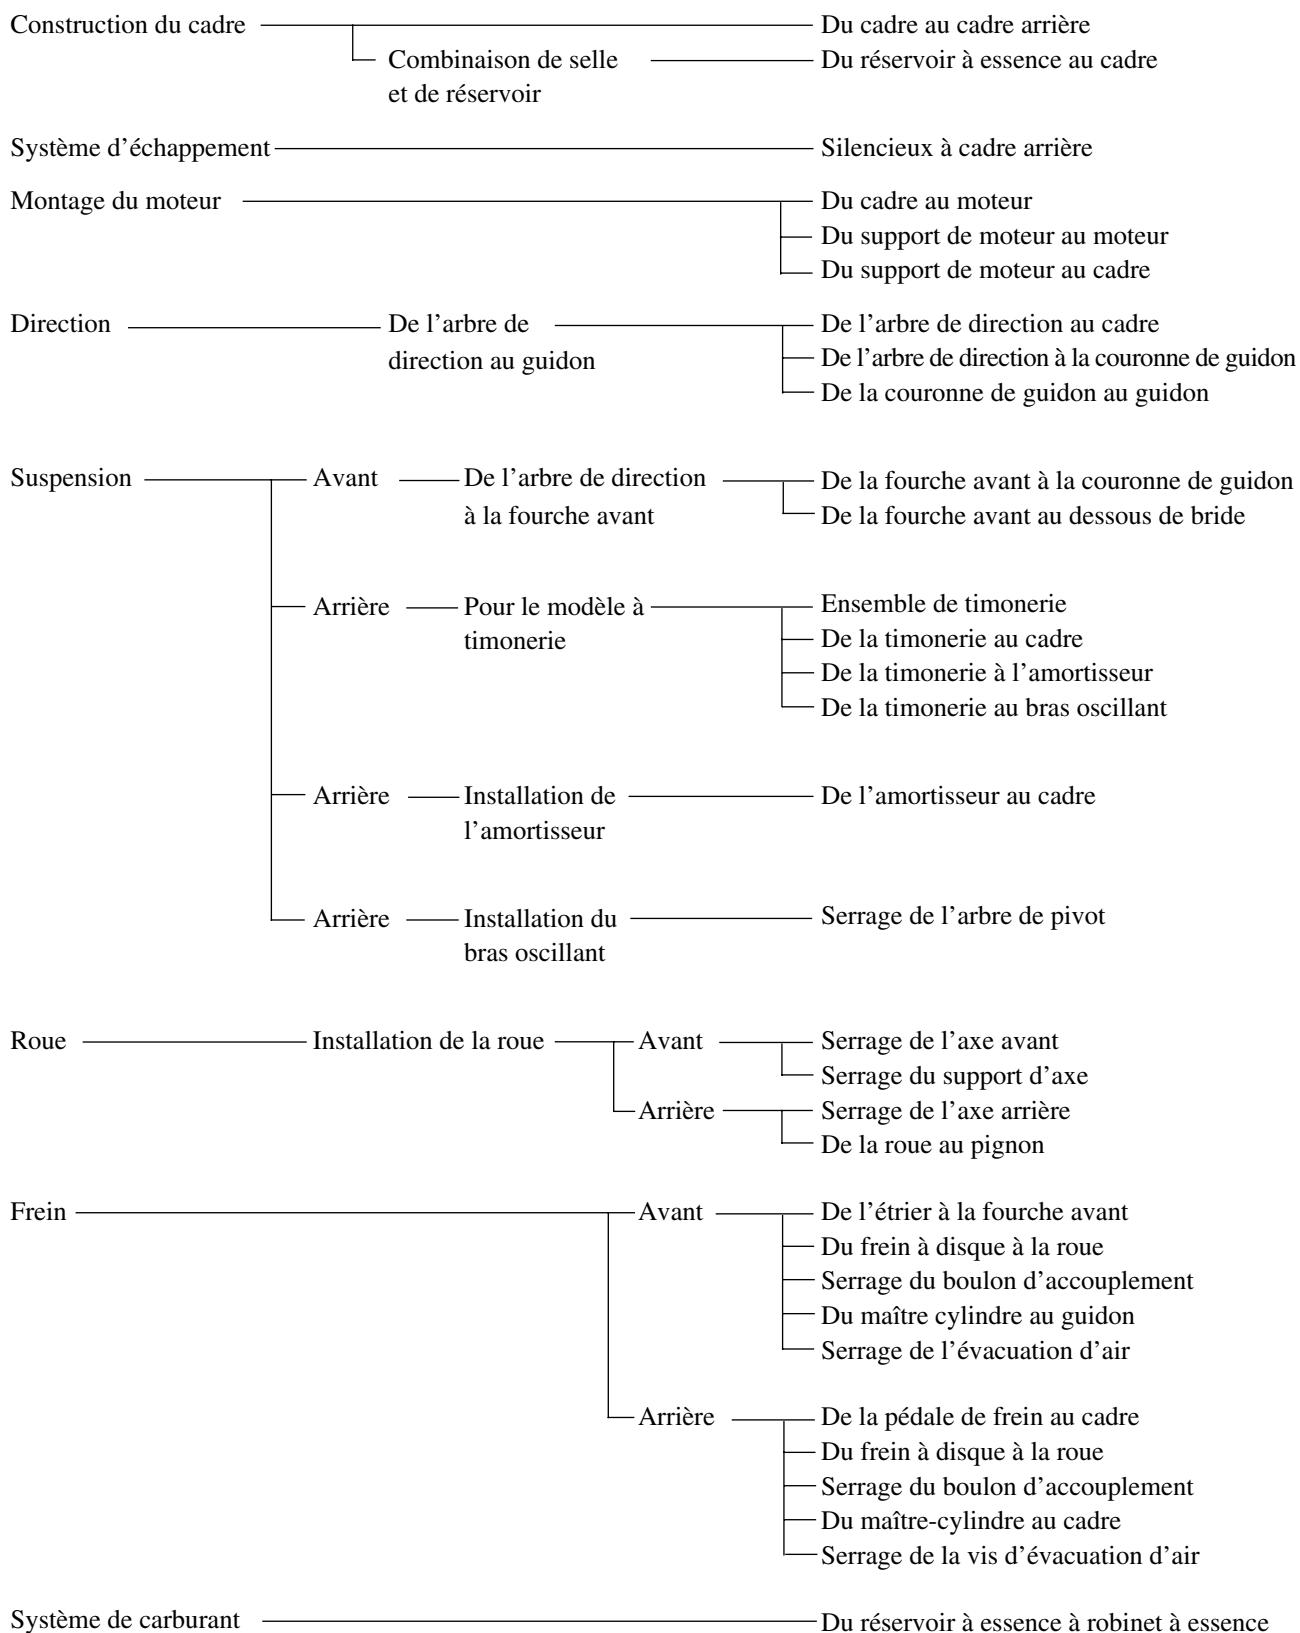 Construction du cadre Du cadre au cadre arrière
Combinaison de selle Du réservoir à essence au cadre
et de réservoir
Système d'échappement Silencieux à cadre arrière
Montage du moteur Du cadre au moteur
Du support de moteur au moteur
Du support de moteur au cadre
Direction De l'arbre de De l'arbre de direction au cadre
direction au guidon De l'arbre de direction à la couronne de guidon
De la couronne de guidon au guidon
Suspension Avant De l'arbre de direction De la fourche avant à la couronne de guidon
à la fourche avant De la fourche avant au dessous de bride
Arrière Pour le modèle à Ensemble de timonerie
timonerie De la timonerie au cadre
De la timonerie à l'amortisseur
De la timonerie au bras oscillant
Arrière Installation de De l'amortisseur au cadre
l'amortisseur
Arrière Installation du Serrage de l'arbre de pivot
bras oscillant
Roue Installation de la roue Avant Serrage de l'axe avant
Serrage du support d'axe
Arrière Serrage de l'axe arrière
De la roue au pignon
Frein Avant De l'étrier à la fourche avant
Du frein à disque à la roue
Serrage du boulon d'accouplement
Du maître cylindre au guidon
Serrage de l'évacuation d'air
Arrière De la pédale de frein au cadre
Du frein à disque à la roue
Serrage du boulon d'accouplement
Du maître-cylindre au cadre
Serrage de la vis d'évacuation d'air
Système de carburant Du réservoir à essence à robinet à essence